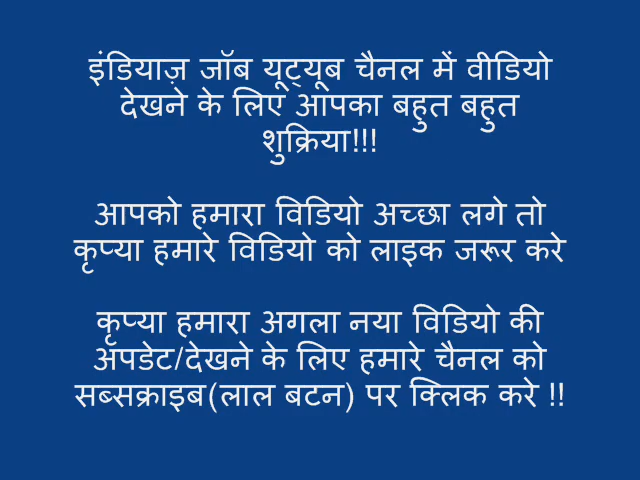 इंडियाज़ जॉब यूट्यूब चैनल में वीडियो
देखने के लिए आपका बहुत बहुत
शुक्रिया!!!
आपको हमारा विडियो अच्छा लगे तो
कृप्या हमारे विडियो को लाइक जरूर करे
कृप्या हमारा अगला नया विडियो की
अॅपडेट/देखने के लिए हमारे चैनल को
सब्सक्राइब(लाल बटन) पर क्लिक करे !!